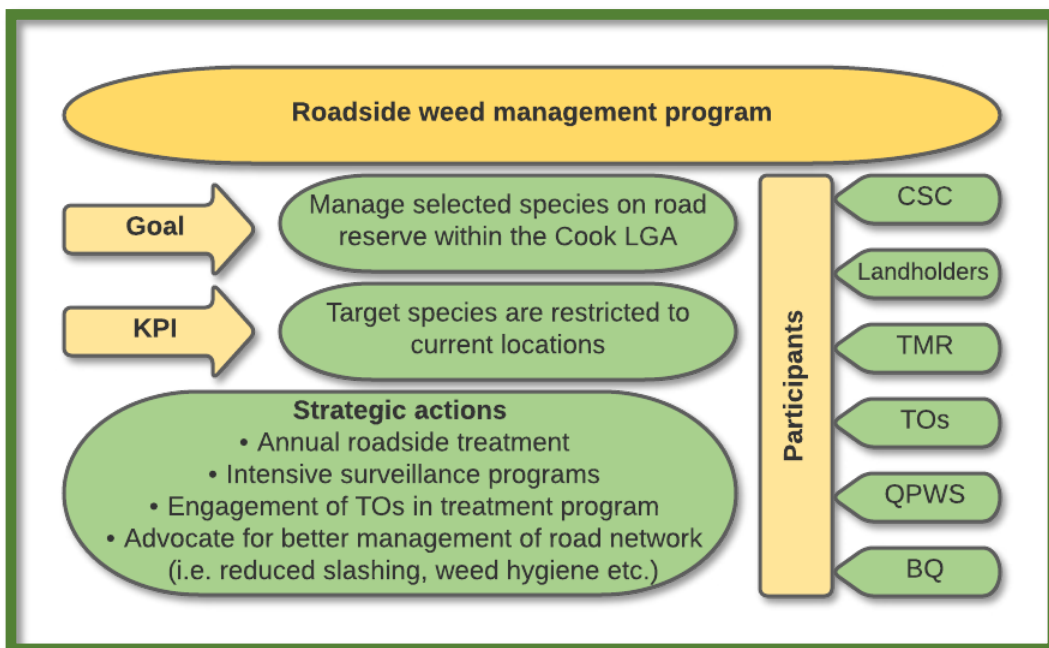 Roadside weed management program
Goal
Manage selected species on road
reserve within the Cook LGA
KPI
Target species are restricted to
current locations
Strategic actions
• Annual roadside treatment
• Intensive surveillance programs
• Engagement of TOs in treatment program
• Advocate for better management of road network
(i.e. reduced slashing, weed hygiene etc.)
Participants
CSC
Landholders
TMR
TOs
QPWS
BQ